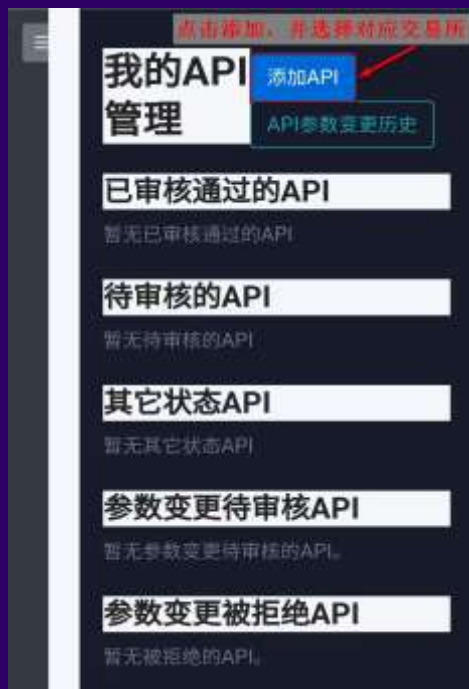 点击添加，并选择对应交易所
我的API
管理
添加API
API参数变更历史
已审核通过的API
暂无已审核通过的API
待审核的API
暂无待审核的API
其它状态API
暂无其它状态API
参数变更待审核API
暂无参数变更待审核的API。
参数变更被拒绝API
暂无被拒绝的API。